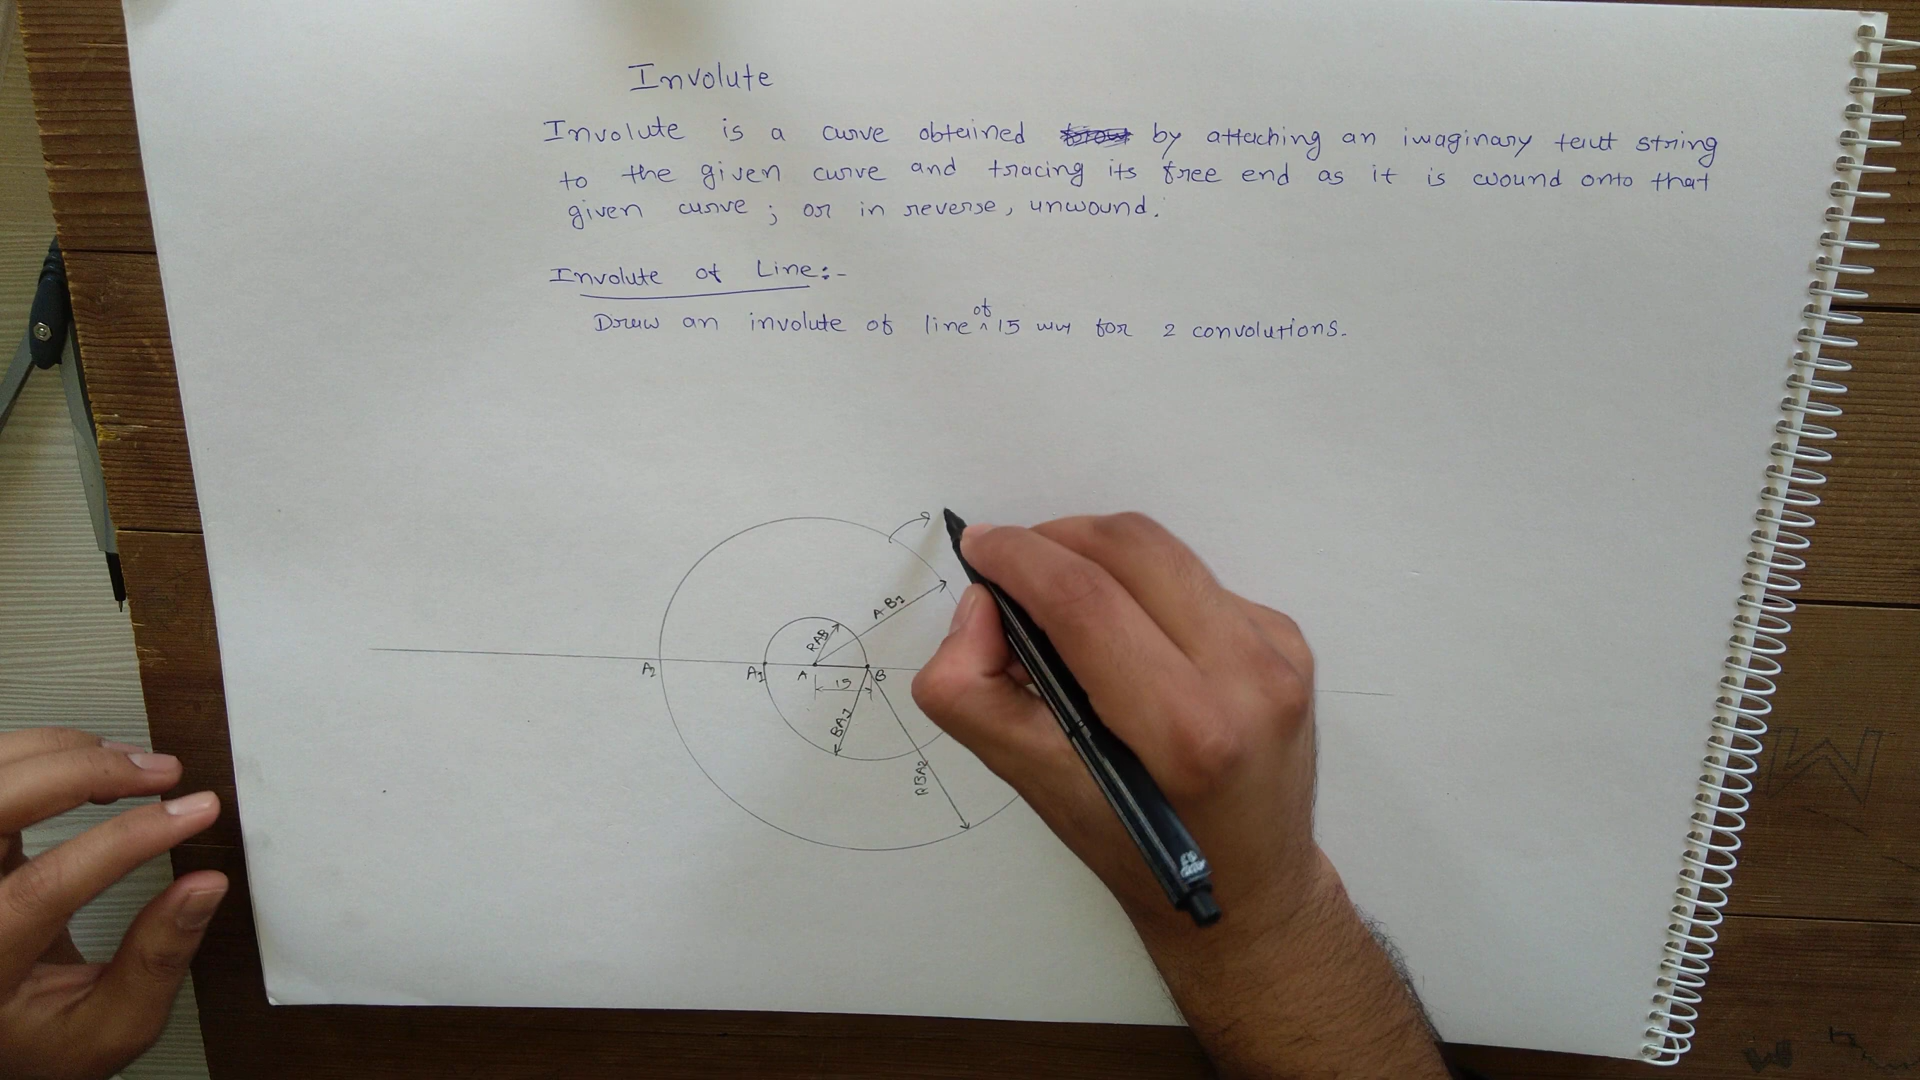 Involute
Involute is a curve obtained by attaching an imaginary taut string
to the given curve and tracing its free end as it is wound onto that
given curve; or in reverse, unwound.
Involute of Line:-
of
Draw an involute of line ^ 15 mm for 2 convolutions.
AB1
RAB
A2
A1
A
B
15
BA1
RBA2